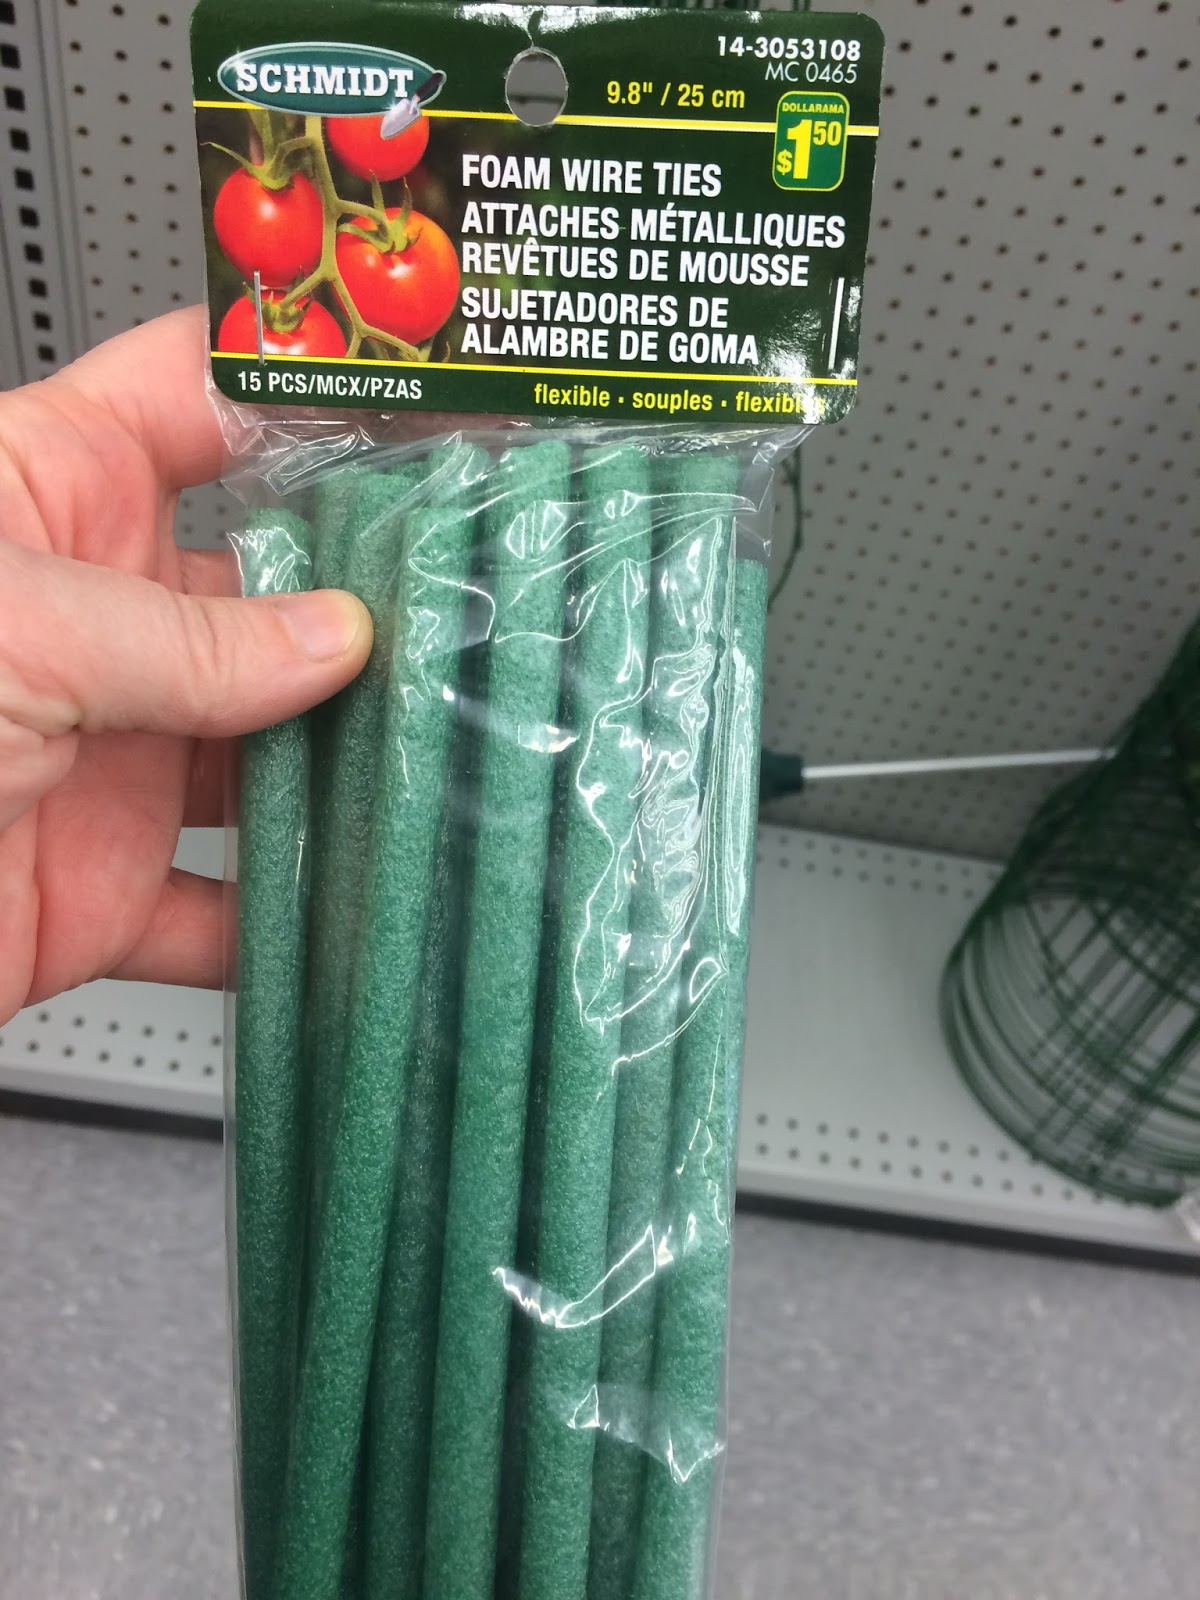 SCHMIDT
14-3053108
MC 0465
9.8" / 25 cm
DOLLARAMA
$1.50
FOAM WIRE TIES
ATTACHES MÉTALLIQUES
REVÊTUES DE MOUSSE
SUJETADORES DE
ALAMBRE DE GOMA
15 PCS/MCX/PZAS
flexible · souples · flexibles